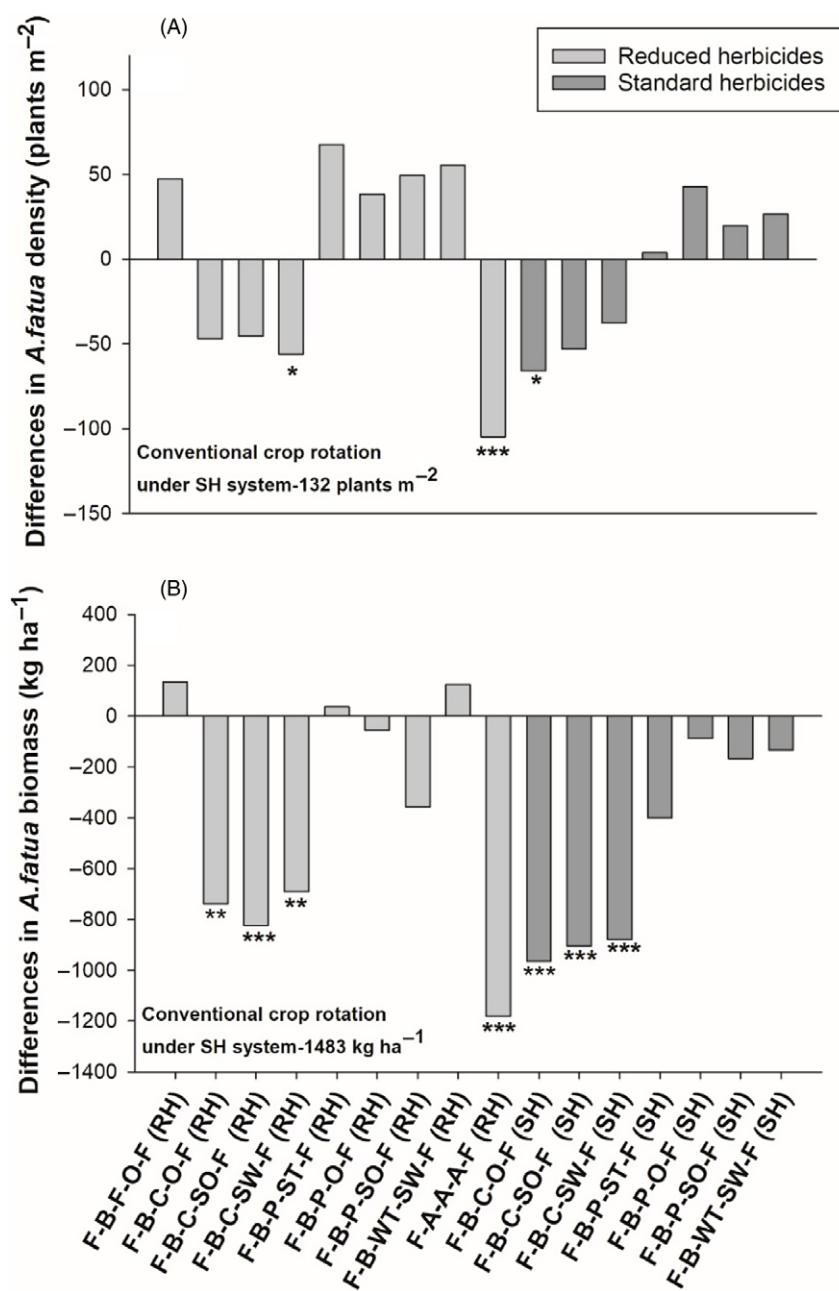 (A)
Reduced herbicides
Standard herbicides
Differences in A.fatua density (plants m−2)
100
50
0
−50
−100
−150
*
***
*
Conventional crop rotation
under SH system-132 plants m−2
(B)
Differences in A.fatua biomass (kg ha−1)
400
200
0
−200
−400
−600
−800
−1000
−1200
−1400
**
***
**
***
***
***
***
Conventional crop rotation
under SH system-1483 kg ha−1
F-B-F-O-F (RH)
F-B-C-O-F (RH)
F-B-C-SO-F (RH)
F-B-C-SW-F (RH)
F-B-P-ST-F (RH)
F-B-P-O-F (RH)
F-B-P-SO-F (RH)
F-B-WT-SW-F (RH)
F-A-A-A-F (RH)
F-B-C-O-F (SH)
F-B-C-SO-F (SH)
F-B-C-SW-F (SH)
F-B-P-ST-F (SH)
F-B-P-O-F (SH)
F-B-P-SO-F (SH)
F-B-WT-SW-F (SH)